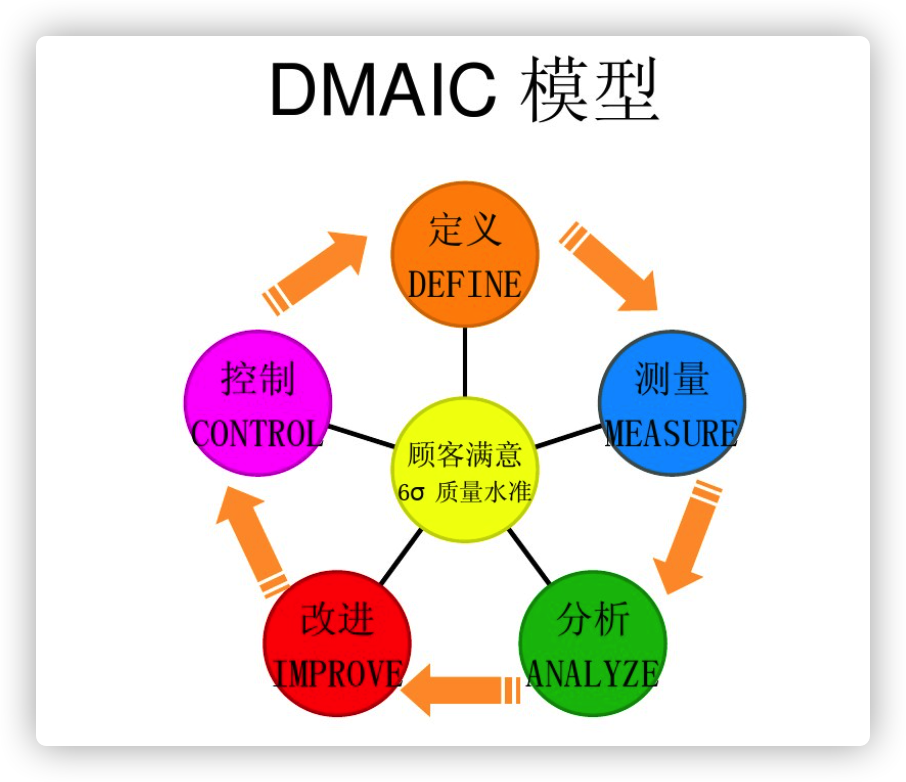 DMAIC 模型
定义
DEFINE
测量
MEASURE
分析
ANALYZE
改进
IMPROVE
控制
CONTROL
顾客满意
6σ 质量水准